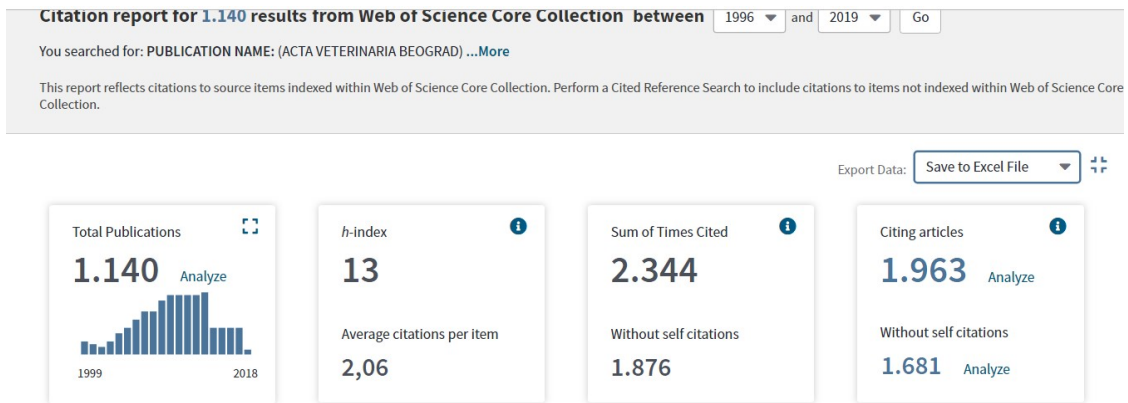 Citation report for 1.140 results from Web of Science Core Collection between 1996 and 2019 Go
You searched for: PUBLICATION NAME: (ACTA VETERINARIA BEOGRAD) ...More
This report reflects citations to source items indexed within Web of Science Core Collection. Perform a Cited Reference Search to include citations to items not indexed within Web of Science Core
Collection.
Export Data: Save to Excel File
Total Publications
1.140 Analyze
1999 2018
h-index
13
Average citations per item
2,06
Sum of Times Cited
2.344
Without self citations
1.876
Citing articles
1.963 Analyze
Without self citations
1.681 Analyze